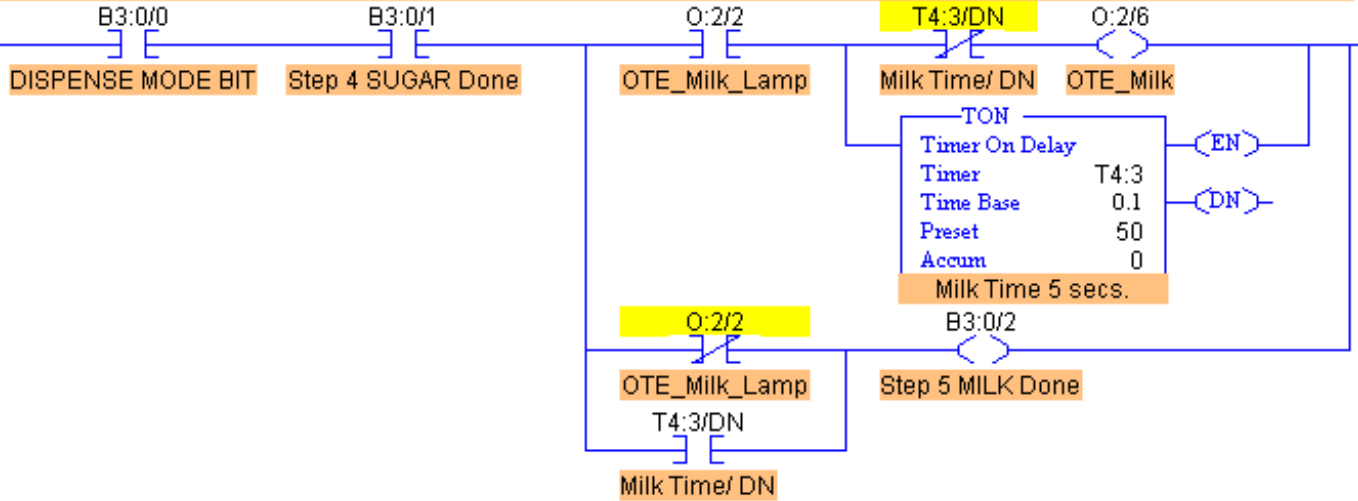 B3:0/0 B3:0/1 O:2/2 T4:3/DN O:2/6
DISPENSE MODE BIT Step 4 SUGAR Done OTE_Milk_Lamp Milk Time/ DN OTE_Milk
TON
Timer On Delay EN
Timer T4:3
Time Base 0.1 DN
Preset 50
Accum 0
Milk Time 5 secs.
O:2/2 B3:0/2
OTE_Milk_Lamp Step 5 MILK Done
T4:3/DN
Milk Time/ DN